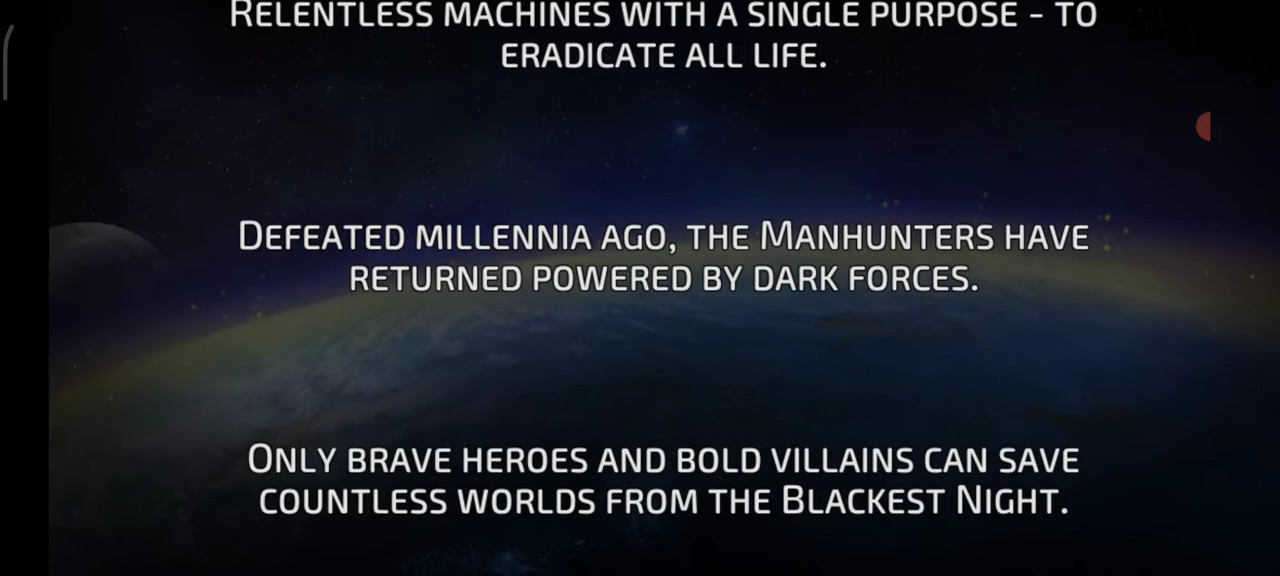 Relentless machines with a single purpose - to
eradicate all life.
Defeated millennia ago, the Manhunters have
returned powered by dark forces.
Only brave heroes and bold villains can save
countless worlds from the Blackest Night.